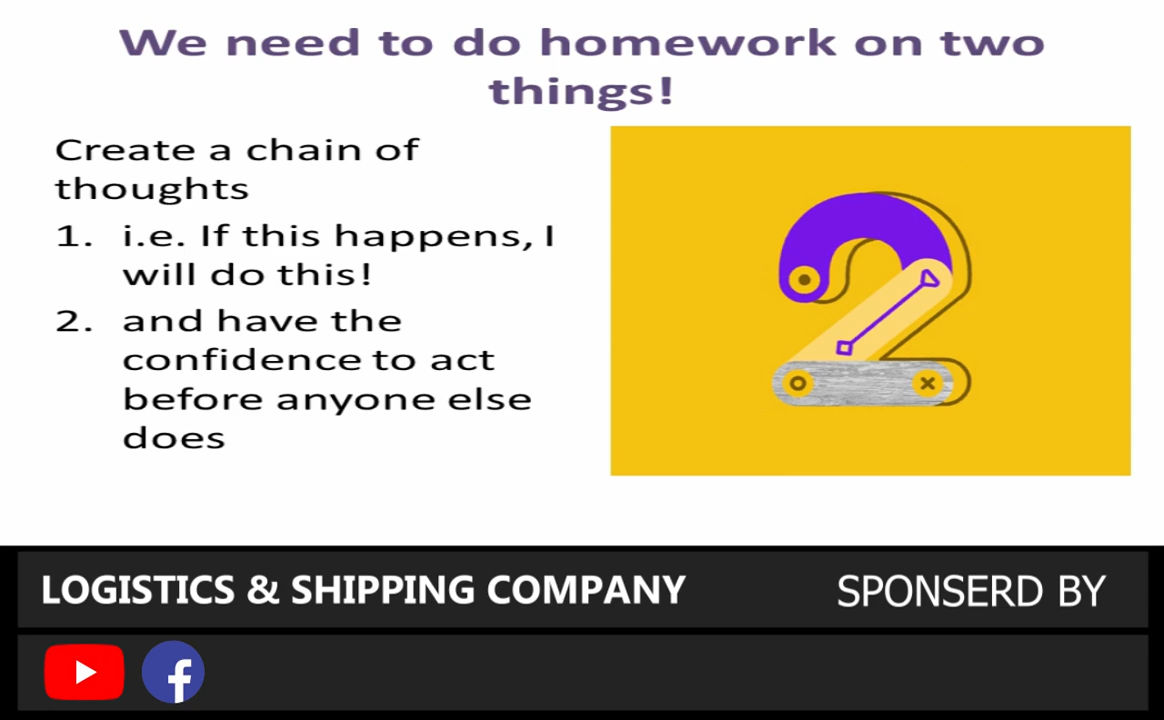 We need to do homework on two
things!
Create a chain of
thoughts
1. i.e. If this happens, I
will do this!
2. and have the
confidence to act
before anyone else
does
2
LOGISTICS & SHIPPING COMPANY
SPONSERD BY